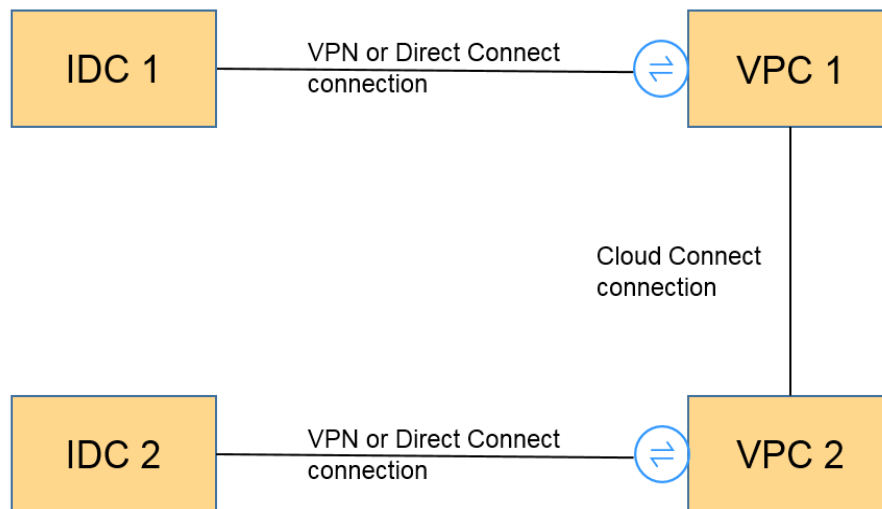 IDC 1
VPN or Direct Connect
connection
VPC 1
Cloud Connect
connection
IDC 2
VPN or Direct Connect
connection
VPC 2